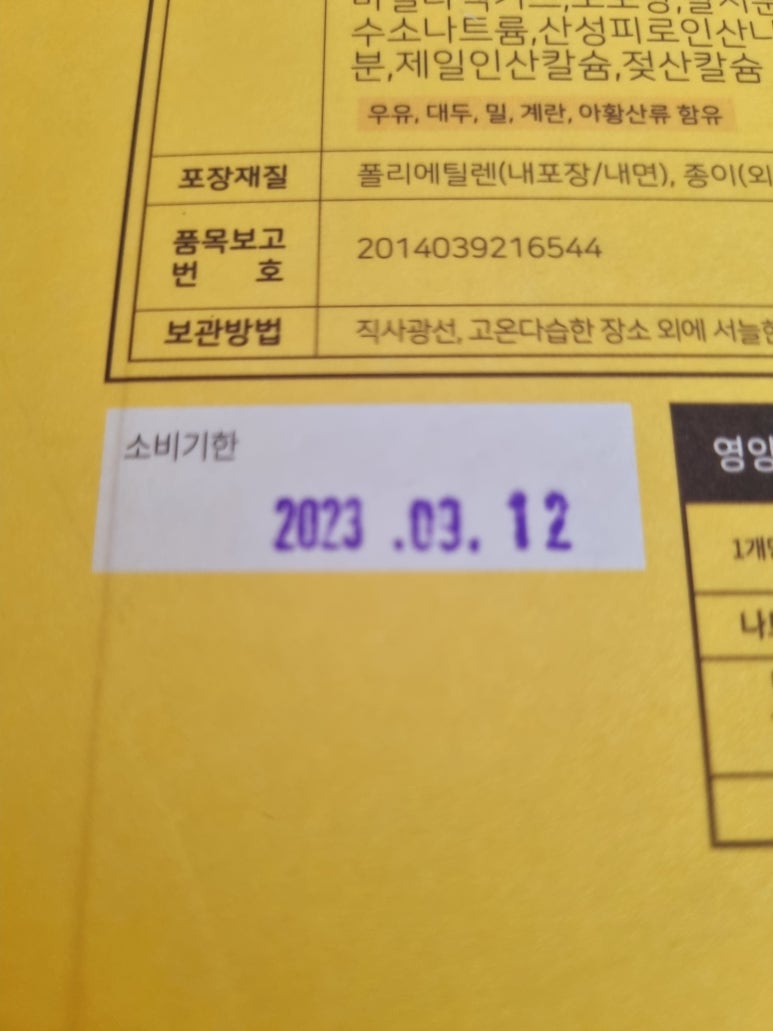 수소나트륨,산성피로인산나
분,제일인산칼슘,젖산칼슘
우유, 대두, 밀, 계란, 아황산류 함유
포장재질 폴리에틸렌(내포장/내면), 종이(외
품목보고
번 호 2014039216544
보관방법 직사광선, 고온다습한 장소 외에 서늘한
소비기한
2023 .03. 12
영양
1개당